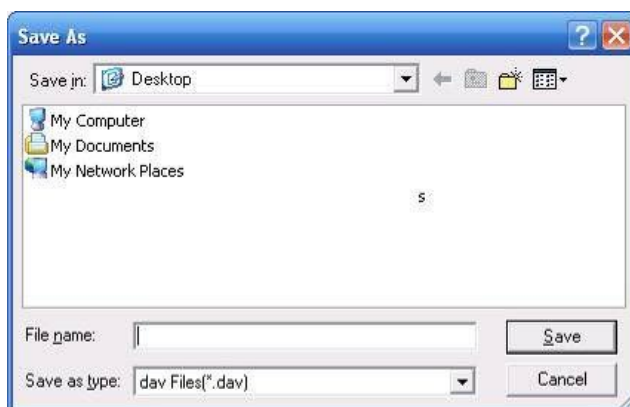 Save As
Save in: Desktop
My Computer
My Documents
My Network Places
s
File name:
Save
Save as type: dav Files(*.dav)
Cancel